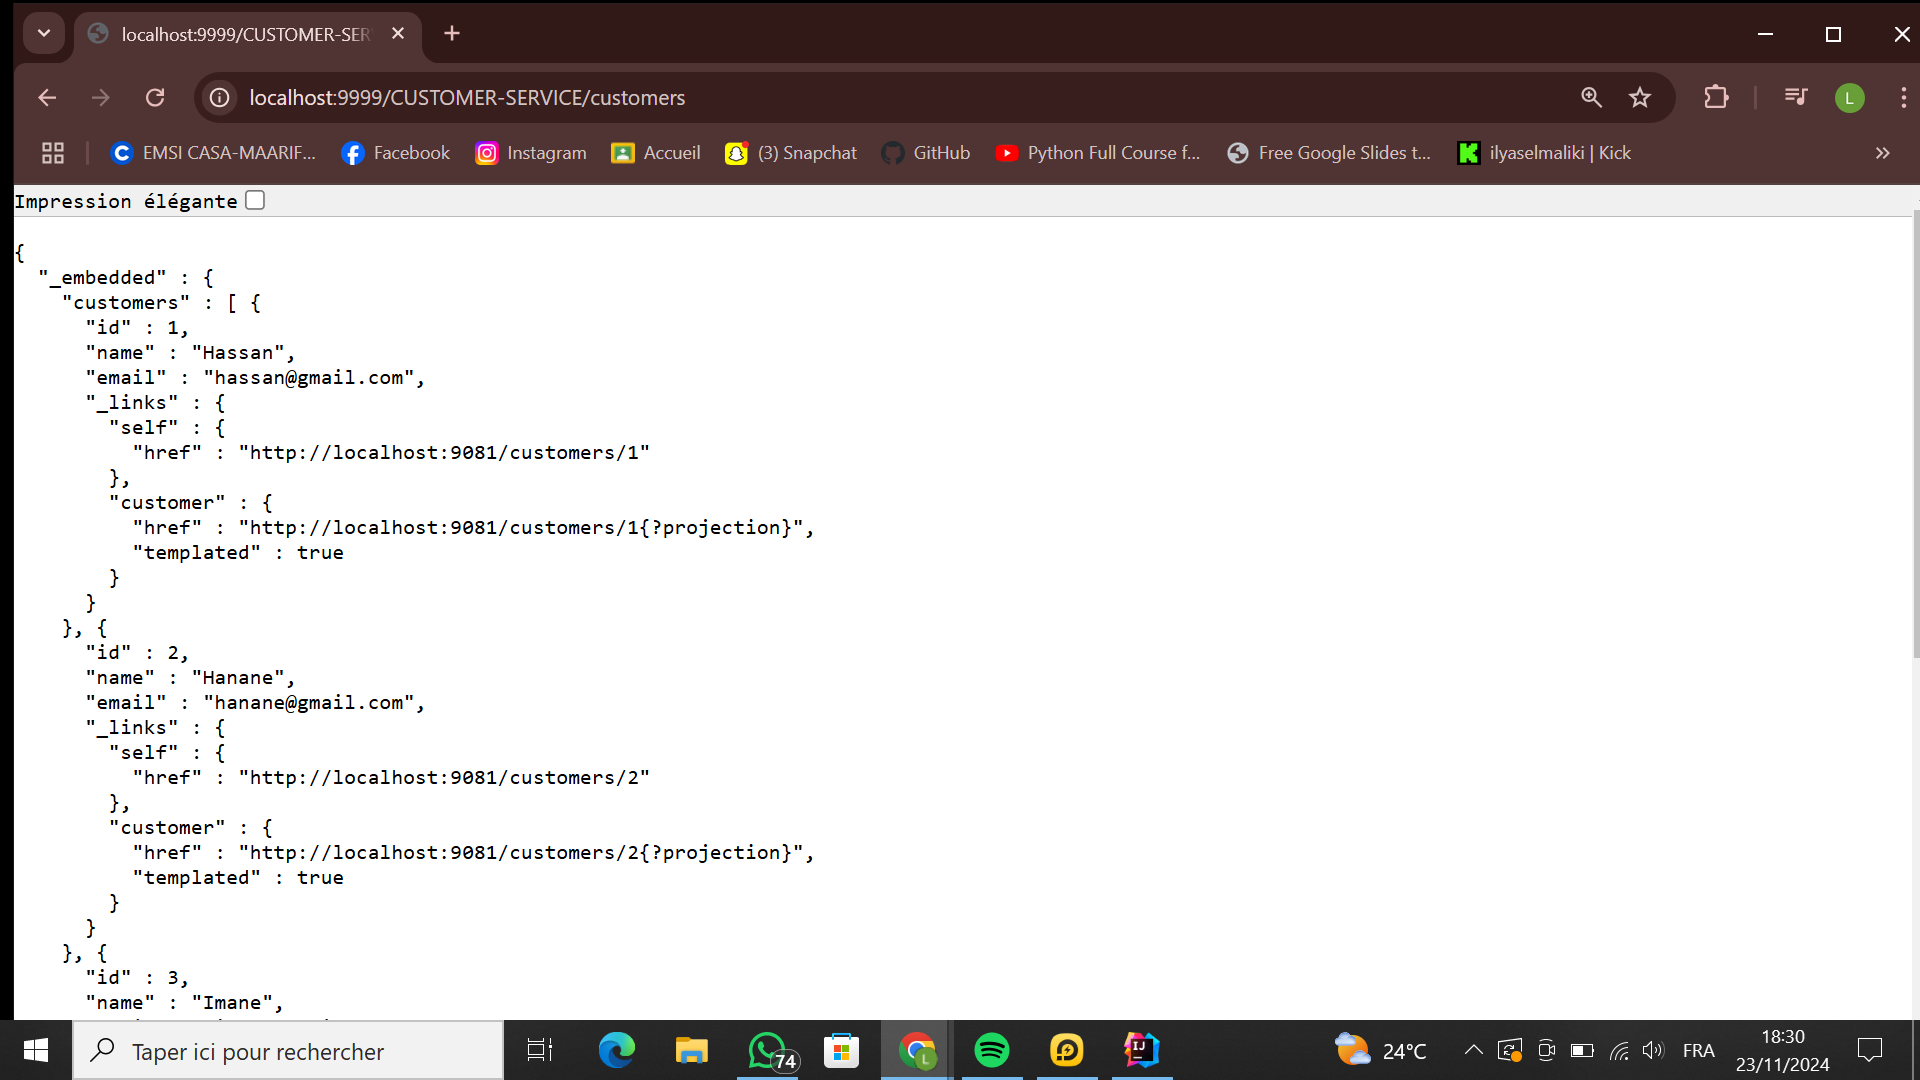 localhost:9999/CUSTOMER-SER
localhost:9999/CUSTOMER-SERVICE/customers
L
EMSI CASA-MAARIF...
Facebook
Instagram
Accueil
(3) Snapchat
GitHub
Python Full Course f...
Free Google Slides t...
ilyaselmaliki | Kick
Impression élégante
{
  "_embedded" : {
    "customers" : [ {
      "id" : 1,
      "name" : "Hassan",
      "email" : "hassan@gmail.com",
      "_links" : {
        "self" : {
          "href" : "http://localhost:9081/customers/1"
        },
        "customer" : {
          "href" : "http://localhost:9081/customers/1{?projection}",
          "templated" : true
        }
      }
    }, {
      "id" : 2,
      "name" : "Hanane",
      "email" : "hanane@gmail.com",
      "_links" : {
        "self" : {
          "href" : "http://localhost:9081/customers/2"
        },
        "customer" : {
          "href" : "http://localhost:9081/customers/2{?projection}",
          "templated" : true
        }
      }
    }, {
      "id" : 3,
      "name" : "Imane",
Taper ici pour rechercher
74
L
24°C
FRA
18:30
23/11/2024